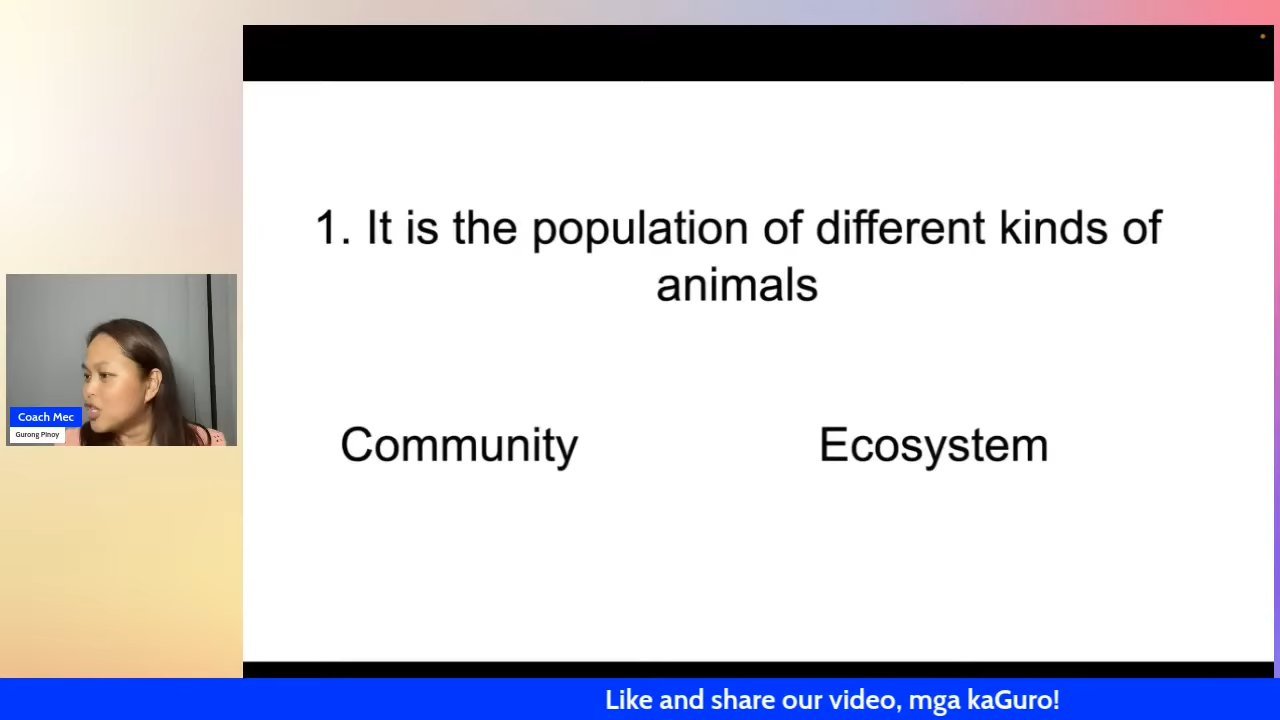 1. It is the population of different kinds of
animals
Community
Ecosystem
Coach Mec
Gurong Pinoy
Like and share our video, mga kaGuro!